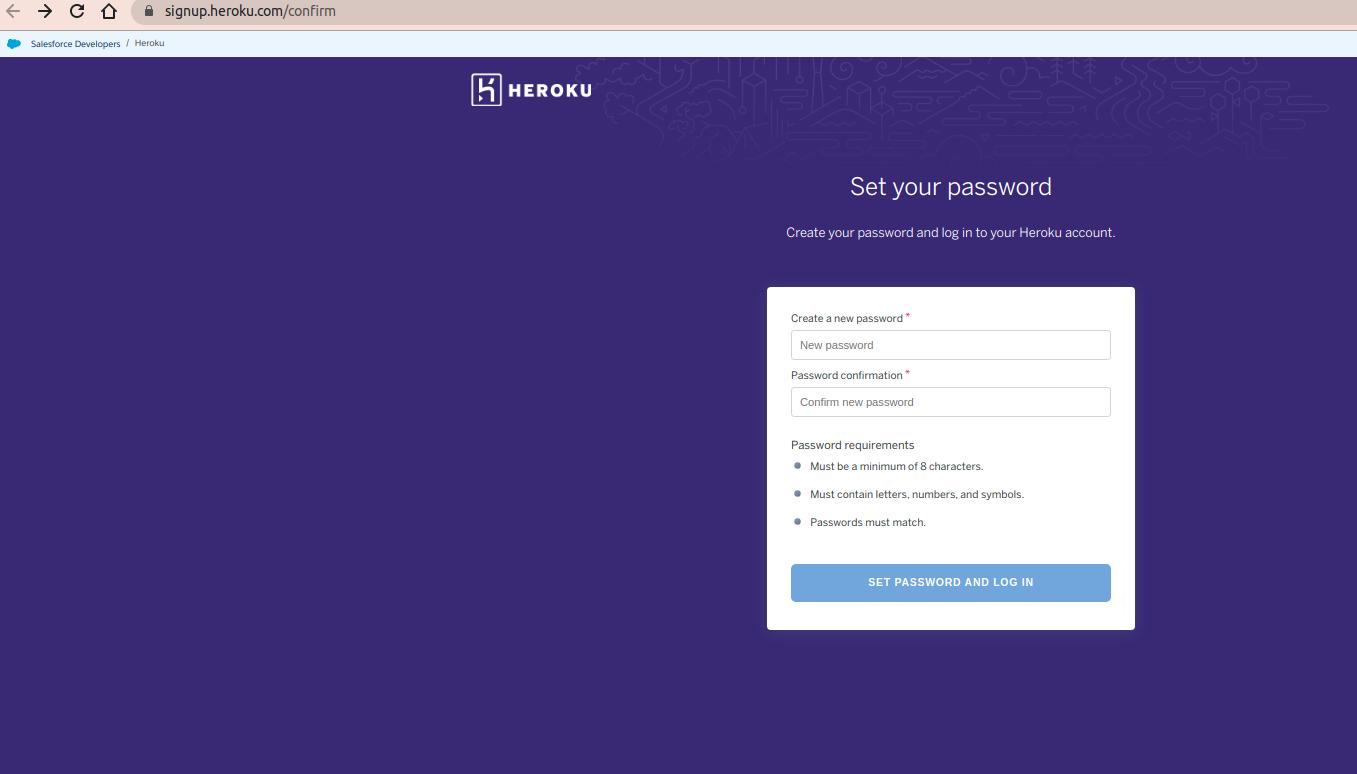 signup.heroku.com/confirm
Salesforce Developers / Heroku
HEROKU
Set your password
Create your password and log in to your Heroku account.
Create a new password *
New password
Password confirmation *
Confirm new password
Password requirements
Must be a minimum of 8 characters.
Must contain letters, numbers, and symbols.
Passwords must match.
SET PASSWORD AND LOG IN